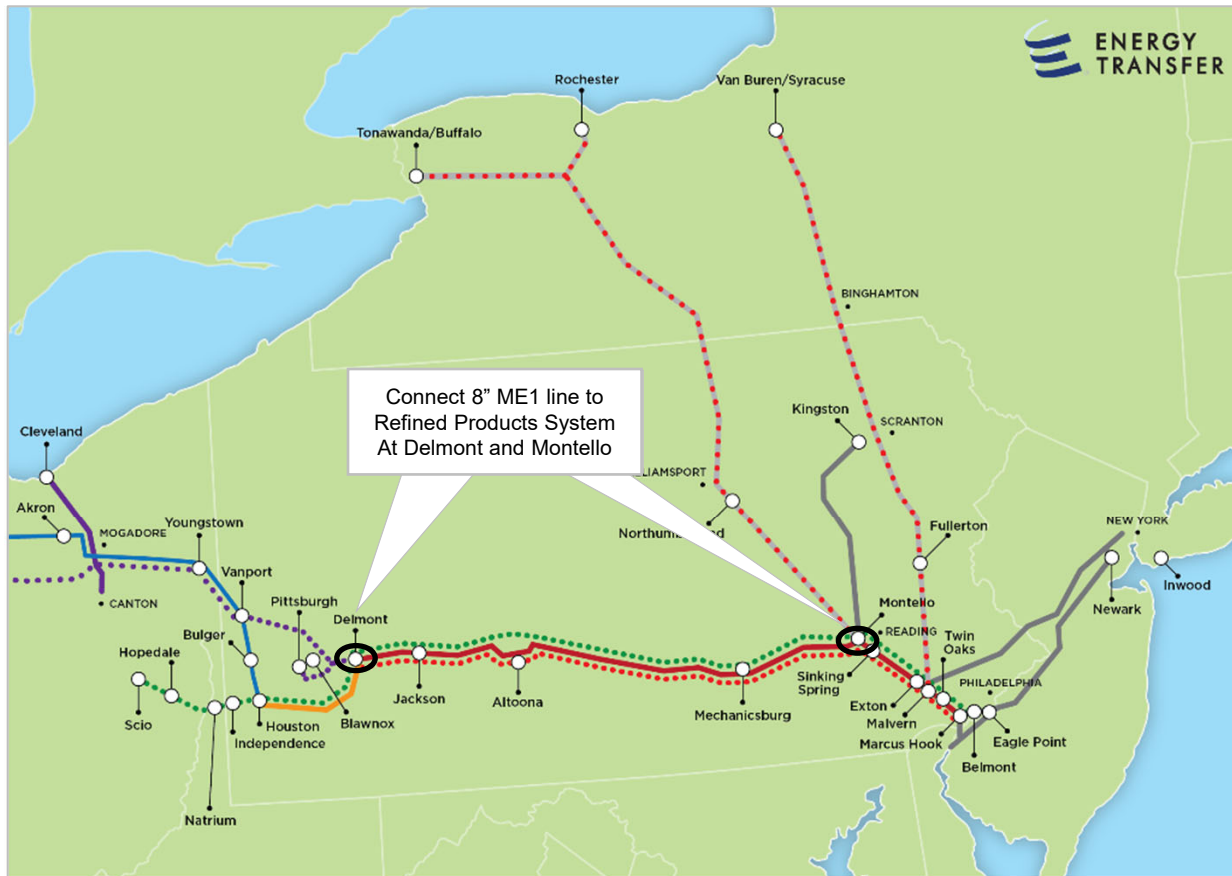 ENERGY
TRANSFER
Rochester
Van Buren/Syracuse
Tonawanda/Buffalo
BINGHAMTON
Connect 8” ME1 line to
Refined Products System
At Delmont and Montello
Kingston
SCRANTON
Cleveland
LLIAMSPORT
Akron
MOGADORE
Youngstown
Northumb nd
Fullerton
NEW YORK
Inwood
Vanport
CANTON
Pittsburgh
Delmont
Newark
Montello
READING
Twin
Oaks
Bulger
Hopedale
Scio
Jackson
Altoona
Sinking
Spring
PHILADELPHIA
Mechanicsburg
Exton
Malvern
Marcus Hook
Eagle Point
Belmont
Houston
Independence
Blawnox
Natrium